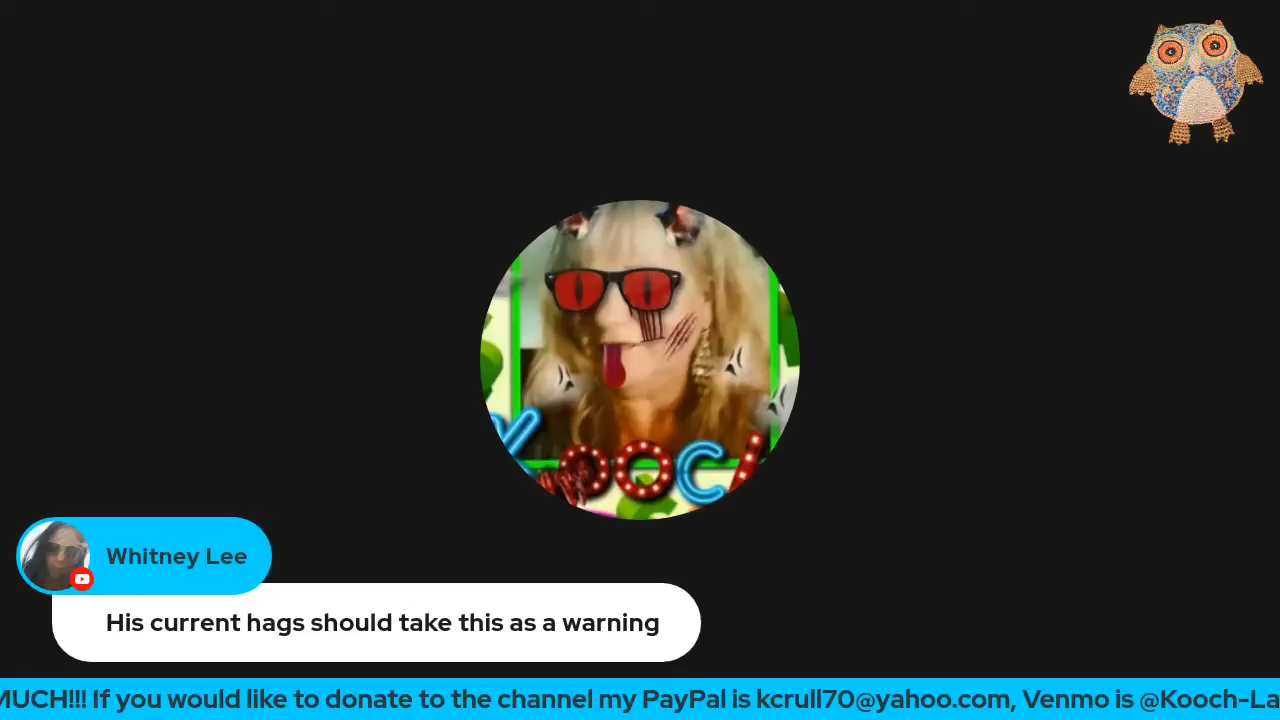 KOOCH
Whitney Lee
His current hags should take this as a warning
MUCH!!! If you would like to donate to the channel my PayPal is kcrull70@yahoo.com, Venmo is @Kooch-La